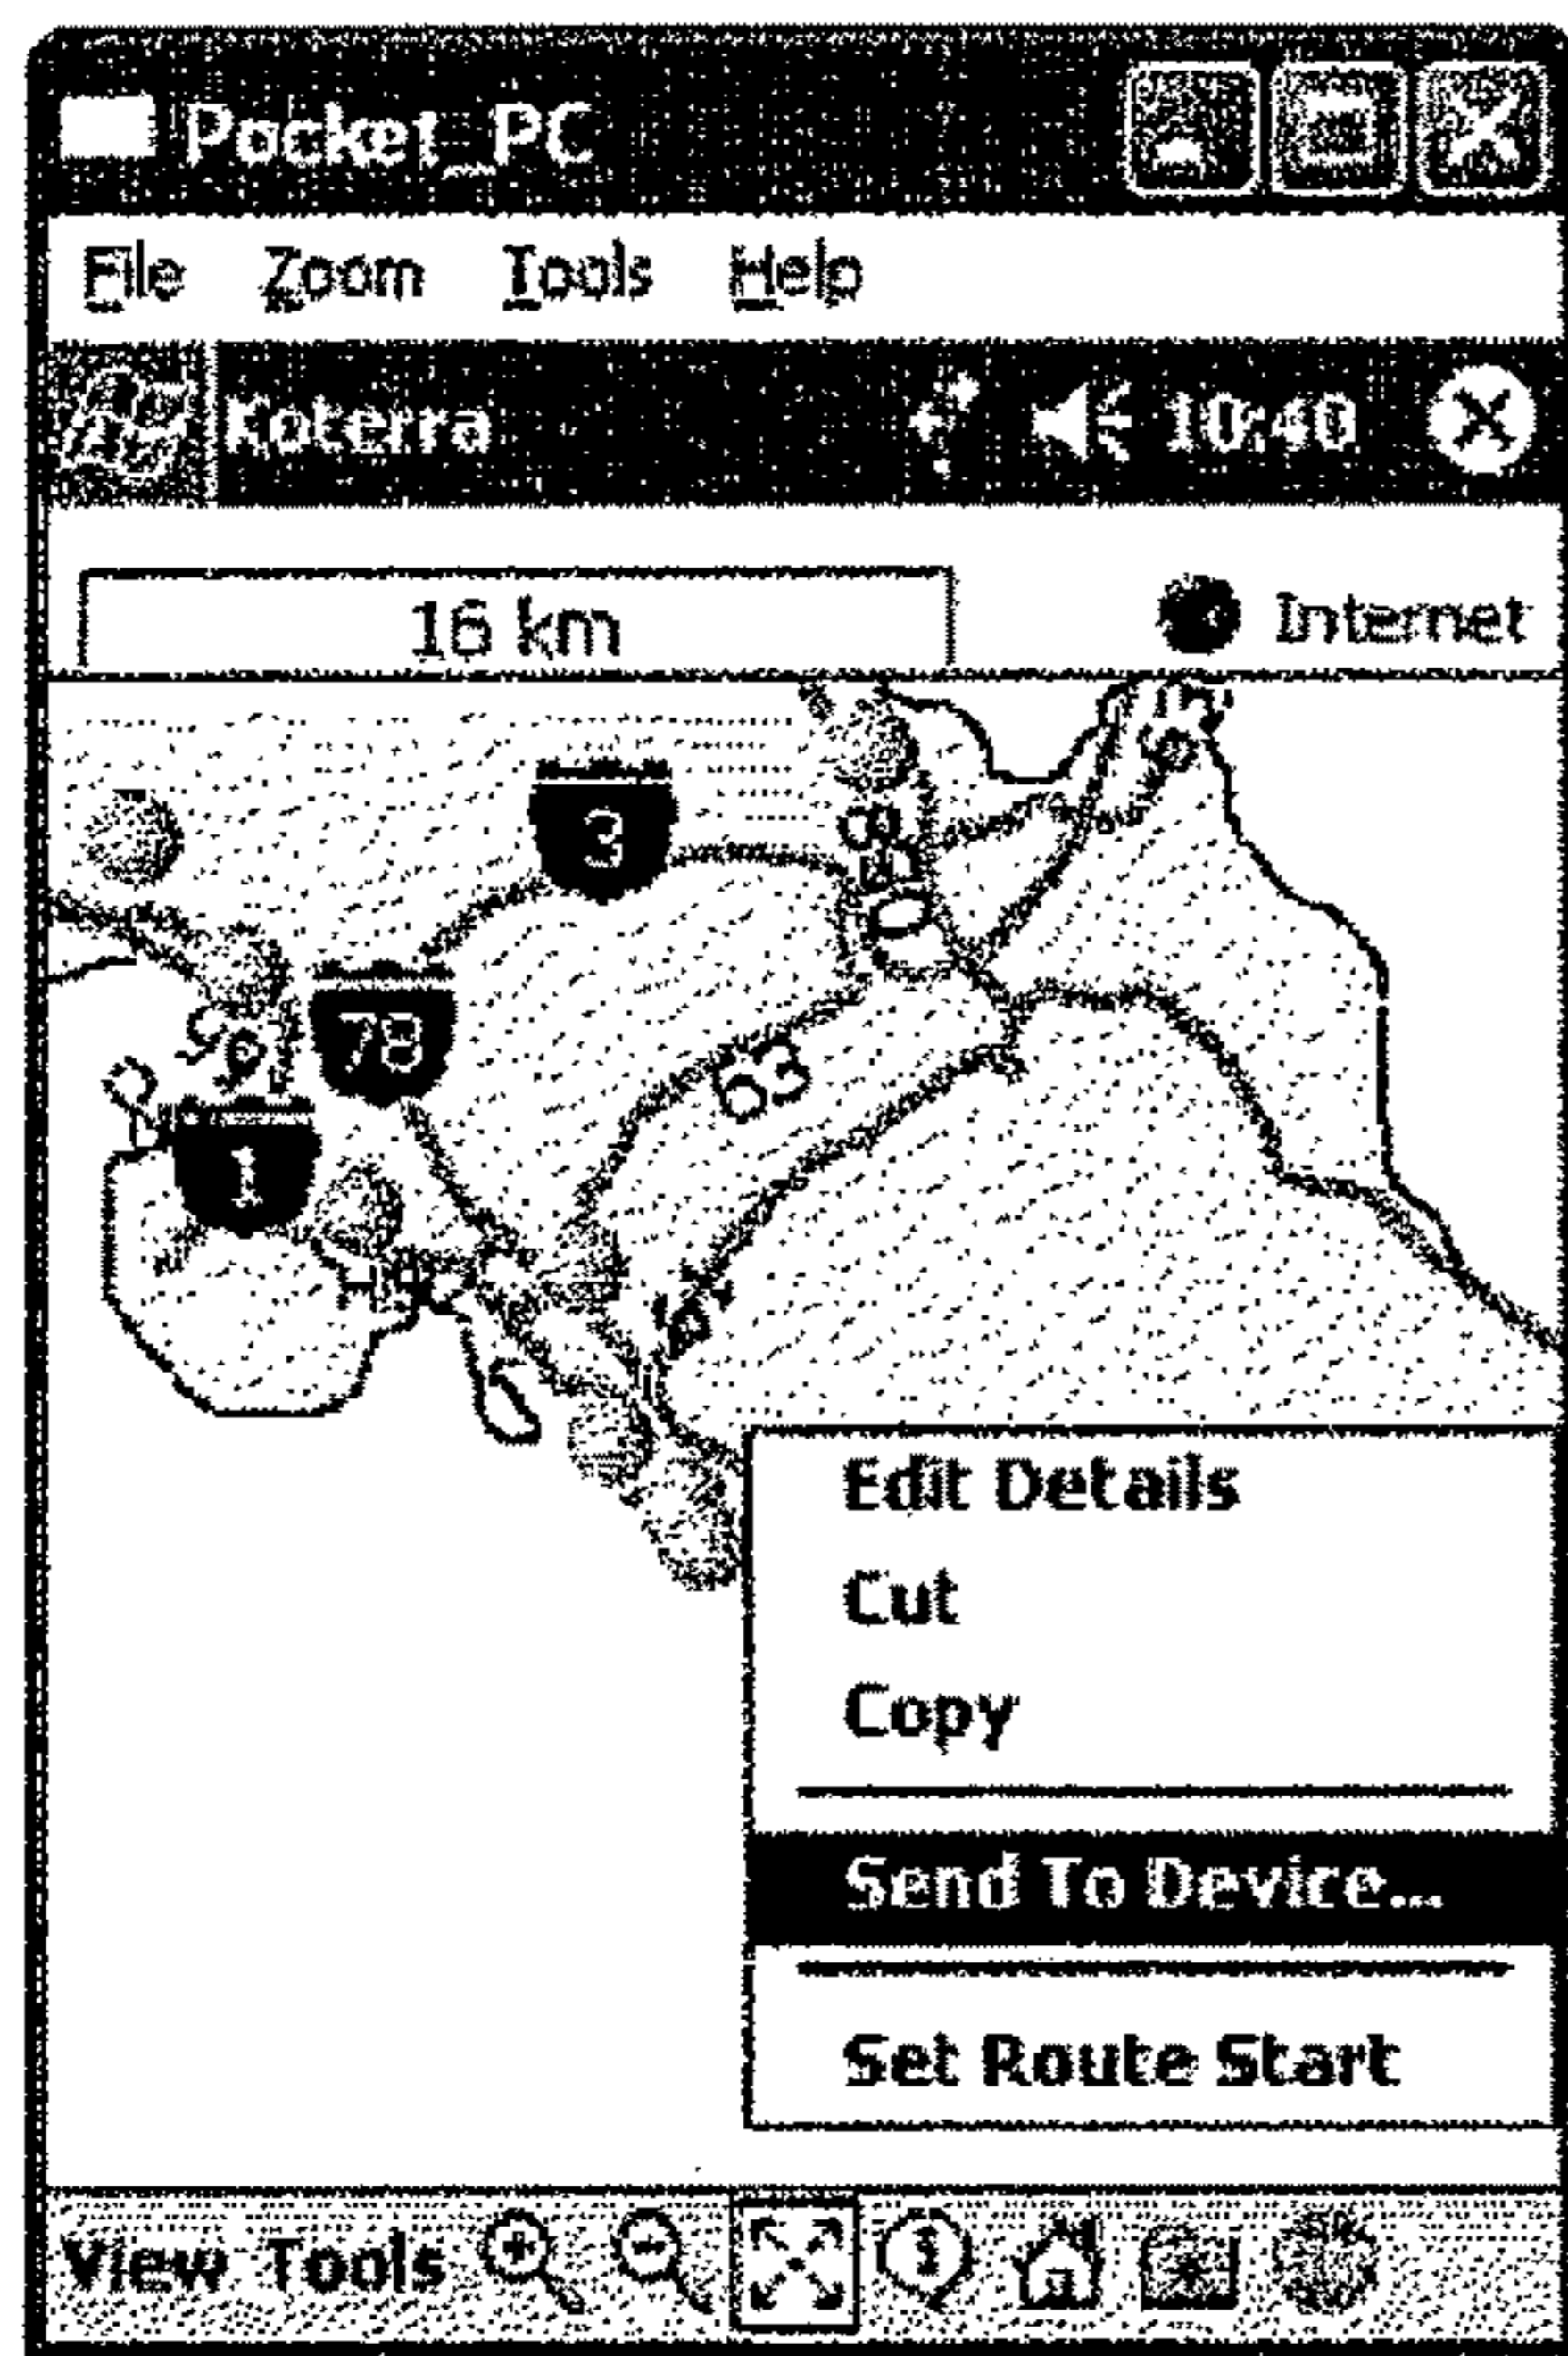 Pocket_PC
File Zoom Tools Help
Foterra 10:40
16 km Internet
3
78
63
1
Edit Details
Cut
Copy
Send To Device...
Set Route Start
View Tools